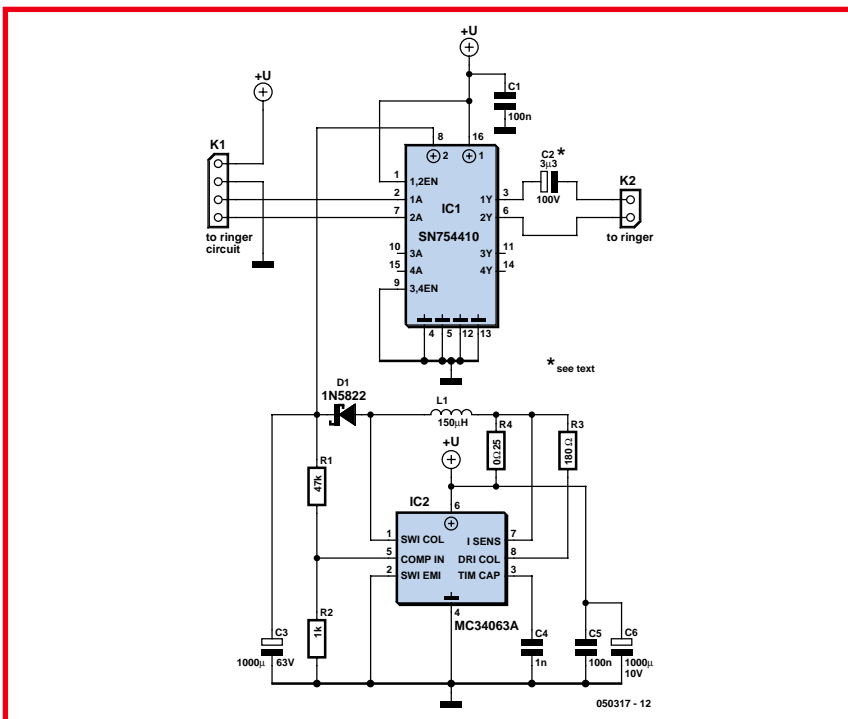 +U
+U
C1
100n
K1
8
16
2
1
C2
*
3µ3
100V
K2
1
1,2EN
2
1A
IC1
1Y
3
7
2A
2Y
6
SN754410
to ringer
circuit
to ringer
10
3A
3Y
11
15
4A
4Y
14
9
3,4EN
4
5
12
13
* see text
D1
1N5822
L1
150µH
R4
0Ω25
R3
180 Ω
+U
R1
47k
IC2
6
1
SWI COL
I SENS
7
5
COMP IN
DRI COL
8
2
SWI EMI
TIM CAP
3
4
MC34063A
R2
1k
C3
1000µ
63V
C4
1n
C5
100n
C6
1000µ
10V
050317 - 12